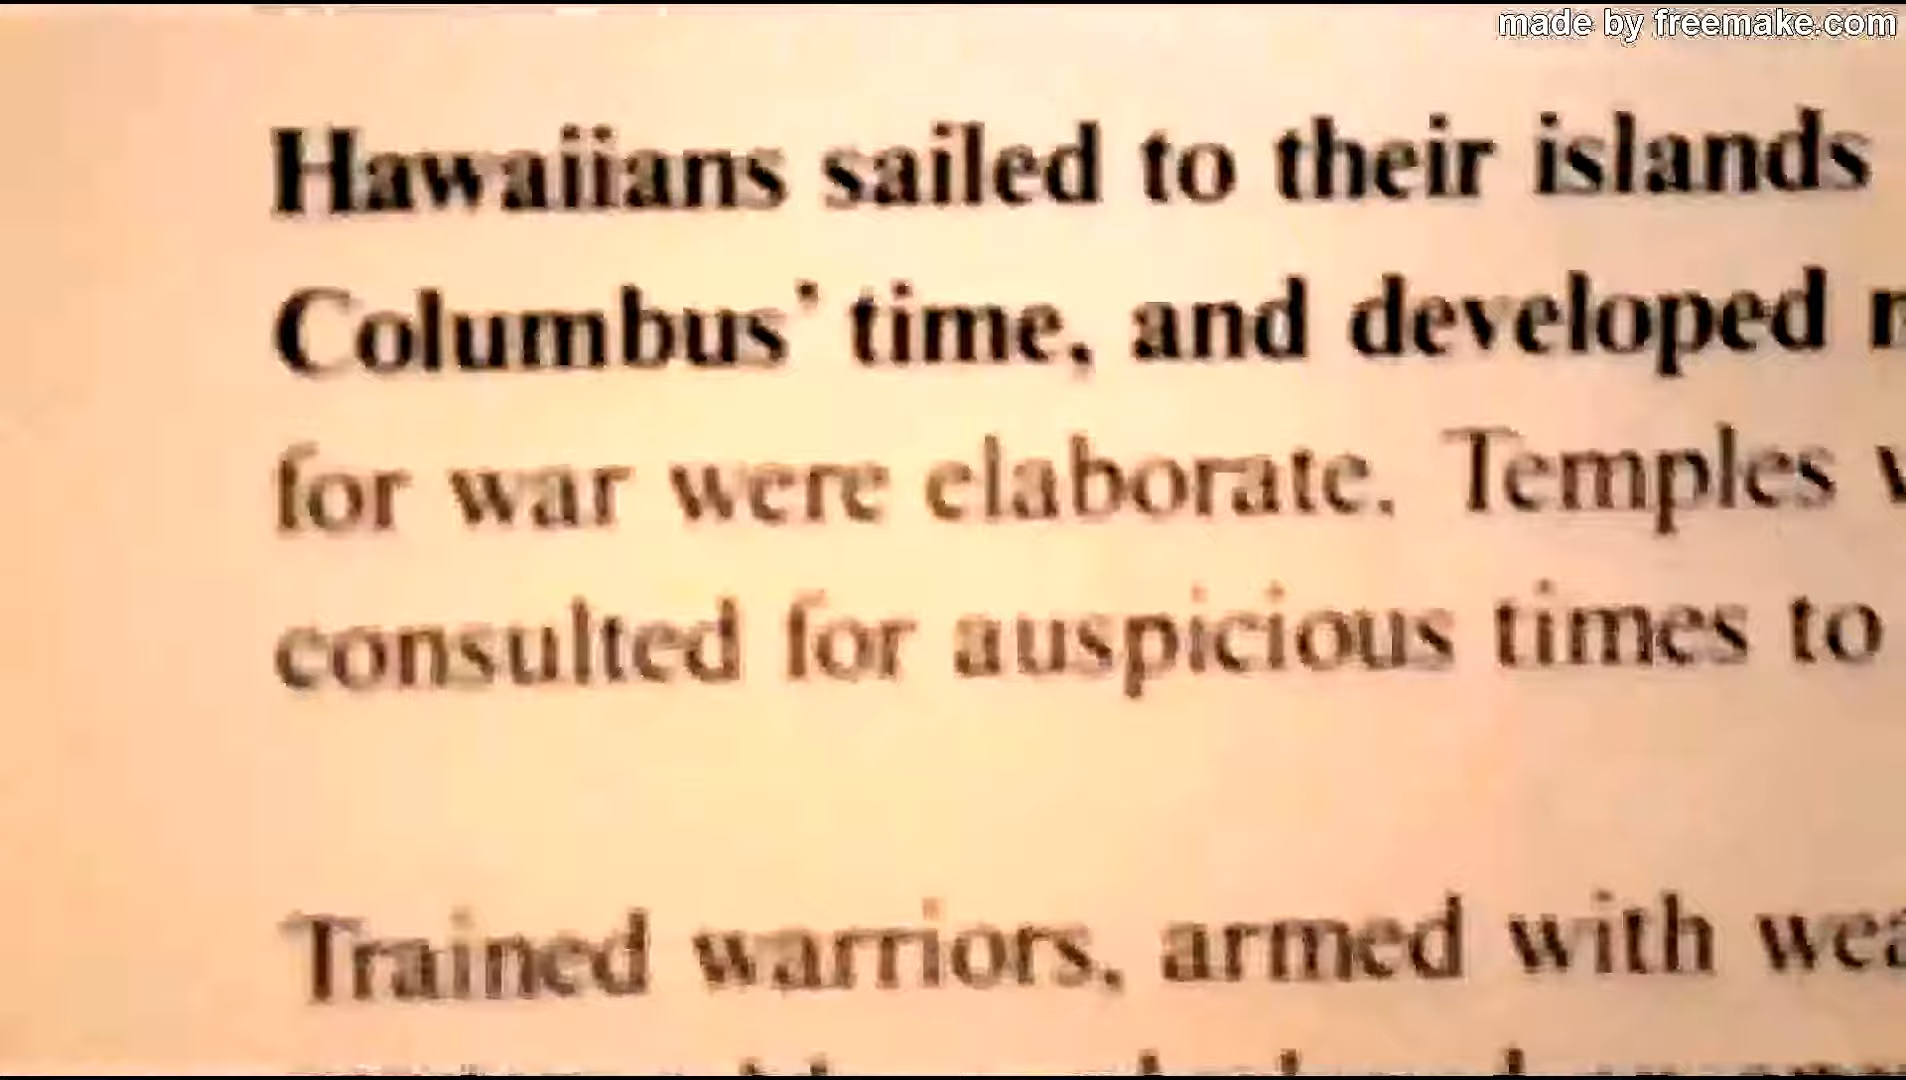 made by freemake.com
Hawaiians sailed to their islands
Columbus' time, and developed
for war were elaborate. Temples
consulted for auspicious times to
Trained warriors, armed with